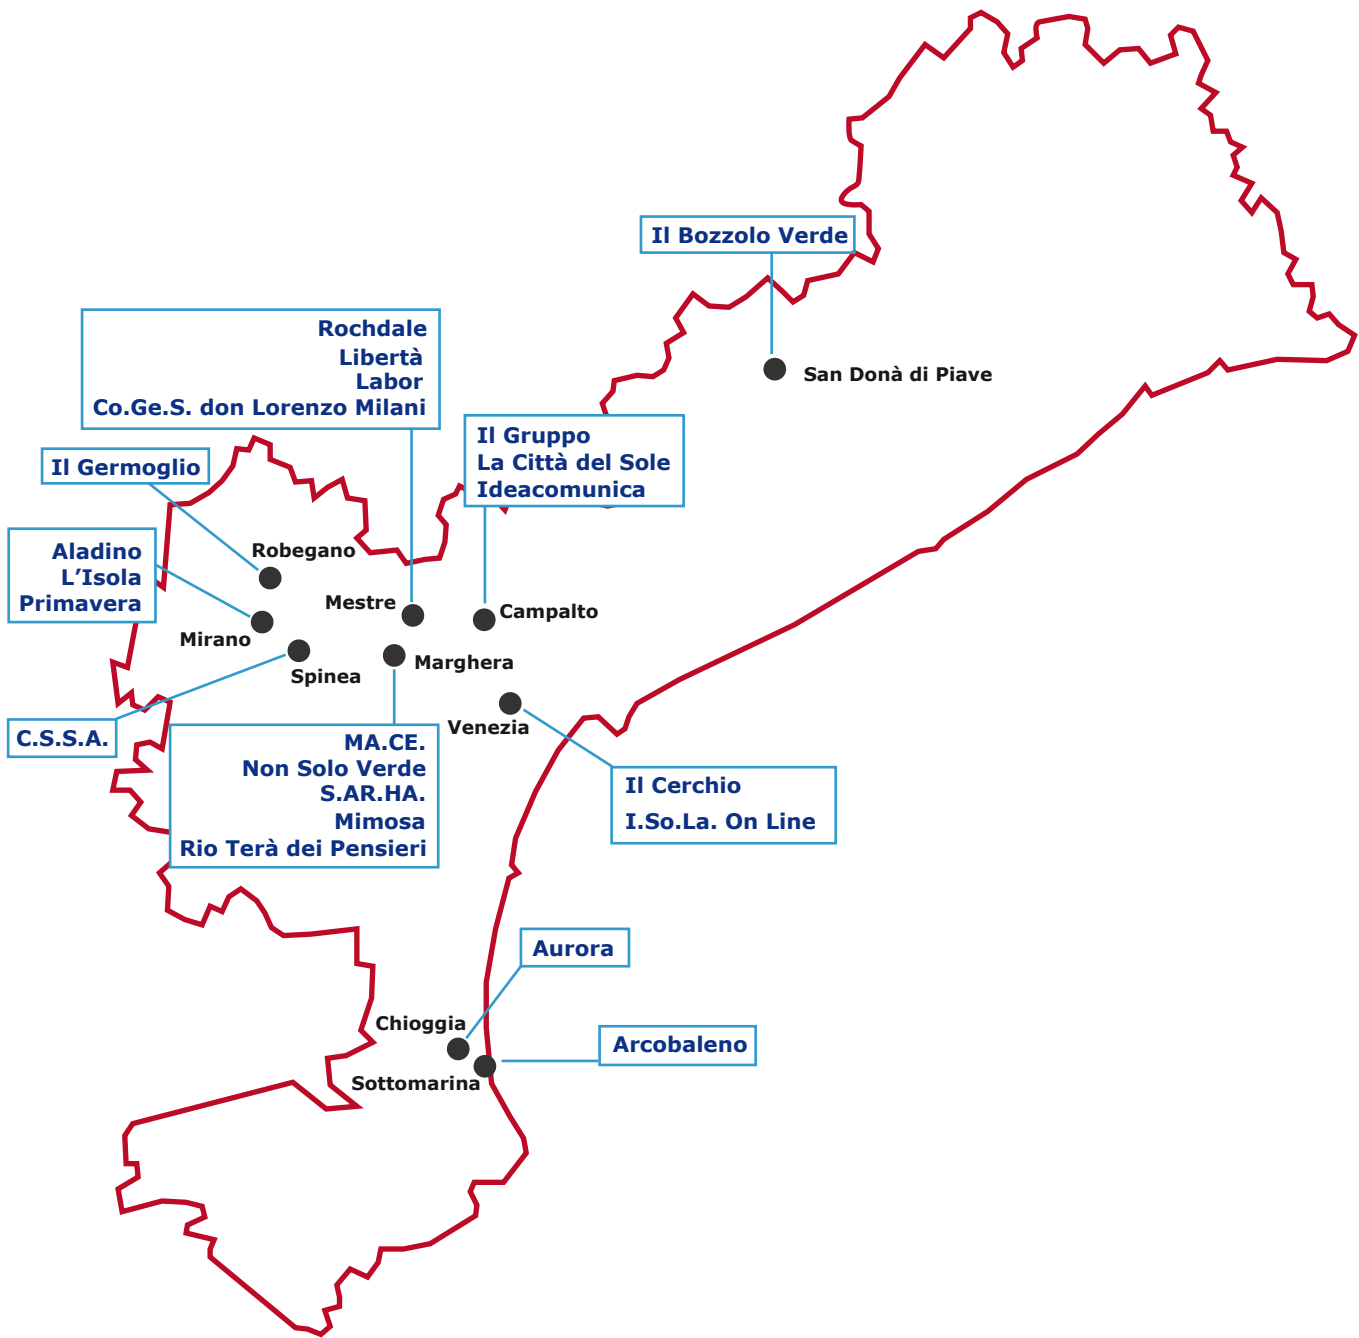 Il Bozzolo Verde
San Donà di Piave
Rochdale
Libertà
Labor
Co.Ge.S. don Lorenzo Milani
Il Gruppo
La Città del Sole
Ideacomunica
Il Germoglio
Robegano
Aladino
L'Isola
Primavera
Mestre
Campalto
Mirano
Marghera
Spinea
Venezia
C.S.S.A.
MA.CE.
Non Solo Verde
S.AR.HA.
Mimosa
Rio Terà dei Pensieri
Il Cerchio
I.So.La. On Line
Aurora
Chioggia
Arcobaleno
Sottomarina